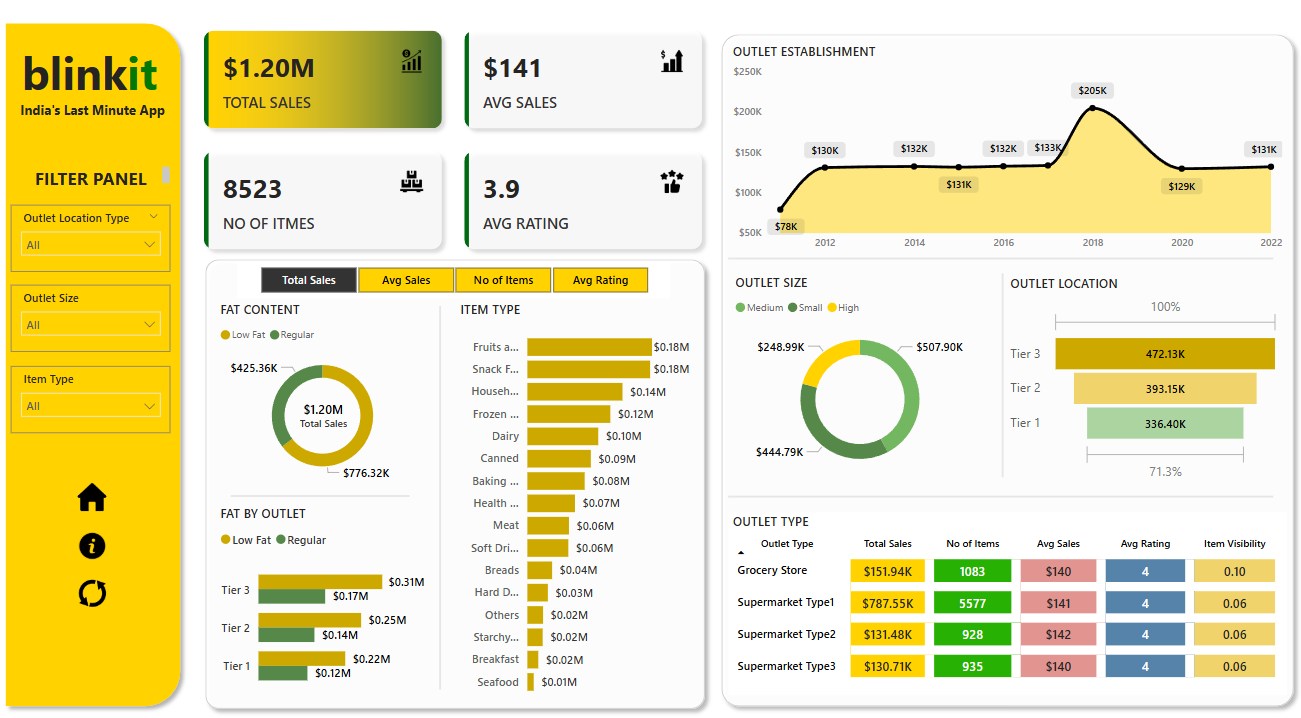 blinkit
India's Last Minute App
FILTER PANEL
Outlet Location Type
All
Outlet Size
All
Item Type
All
$1.20M
TOTAL SALES
$141
AVG SALES
8523
NO OF ITMES
3.9
AVG RATING
Total Sales Avg Sales No of Items Avg Rating
FAT CONTENT
Low Fat Regular
$425.36K
$1.20M
Total Sales
$776.32K
FAT BY OUTLET
Low Fat Regular
Tier 3 $0.31M
$0.17M
Tier 2 $0.25M
$0.14M
Tier 1 $0.22M
$0.12M
ITEM TYPE
Fruits a... $0.18M
Snack F... $0.18M
Househ... $0.14M
Frozen ... $0.12M
Dairy $0.10M
Canned $0.09M
Baking ... $0.08M
Health ... $0.07M
Meat $0.06M
Soft Dri... $0.06M
Breads $0.04M
Hard D... $0.03M
Others $0.02M
Starchy... $0.02M
Breakfast $0.02M
Seafood $0.01M
OUTLET ESTABLISHMENT
$250K
$200K
$150K
$100K
$50K
$78K $130K $132K $131K $132K $133K $205K $129K $131K
2012 2014 2016 2018 2020 2022
OUTLET SIZE
Medium Small High
$248.99K
$507.90K
$444.79K
OUTLET LOCATION
100%
Tier 3 472.13K
Tier 2 393.15K
Tier 1 336.40K
71.3%
OUTLET TYPE
Outlet Type Total Sales No of Items Avg Sales Avg Rating Item Visibility
Grocery Store $151.94K 1083 $140 4 0.10
Supermarket Type1 $787.55K 5577 $141 4 0.06
Supermarket Type2 $131.48K 928 $142 4 0.06
Supermarket Type3 $130.71K 935 $140 4 0.06